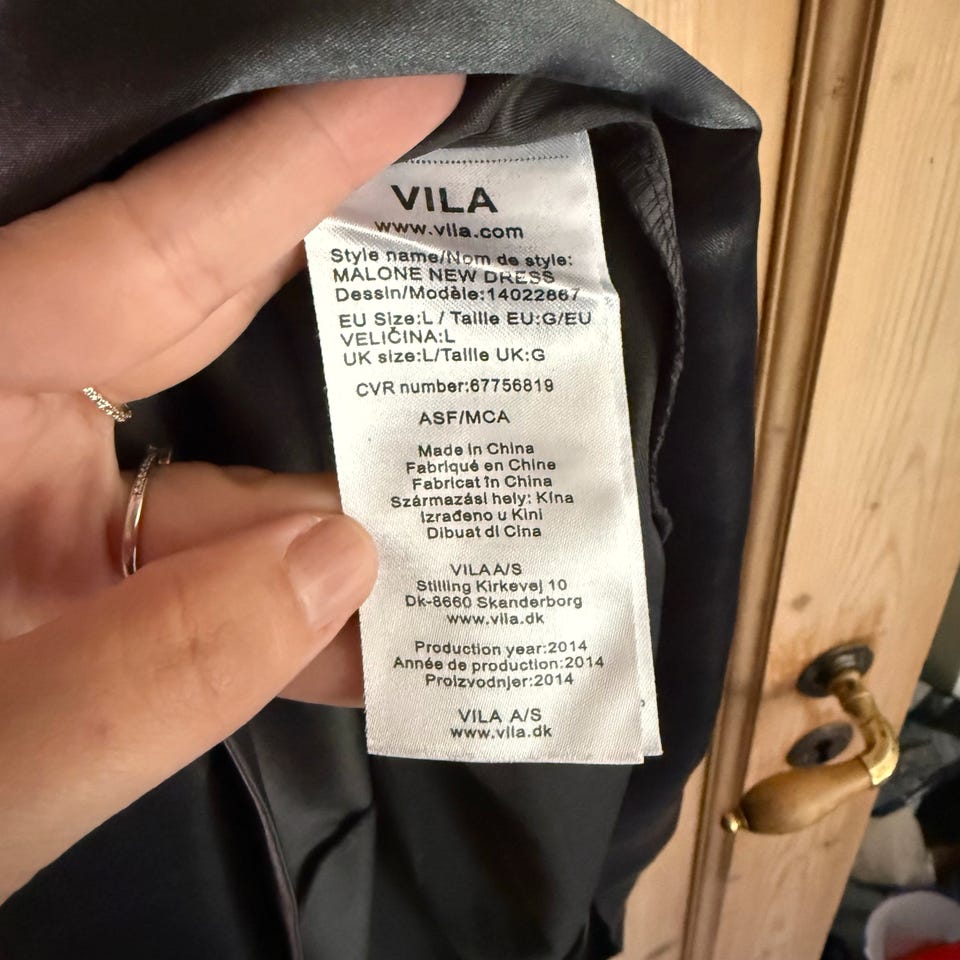 VILA
www.vila.com
Style name/Nom de style:
MALONE NEW DRESS
Dessin/Modèle:14022867
EU Size:L / Taille EU:G/EU
VELIČINA:L
UK size:L/Taille UK:G
CVR number:67756819
ASF/MCA
Made in China
Fabriqué en Chine
Fabricat în China
Származási hely: Kína
Izrađeno u Kini
Dibuat di Cina
VILA A/S
Stilling Kirkevej 10
Dk-8660 Skanderborg
www.vila.dk
Production year:2014
Année de production:2014
Proizvodnjer:2014
VILA A/S
www.vila.dk